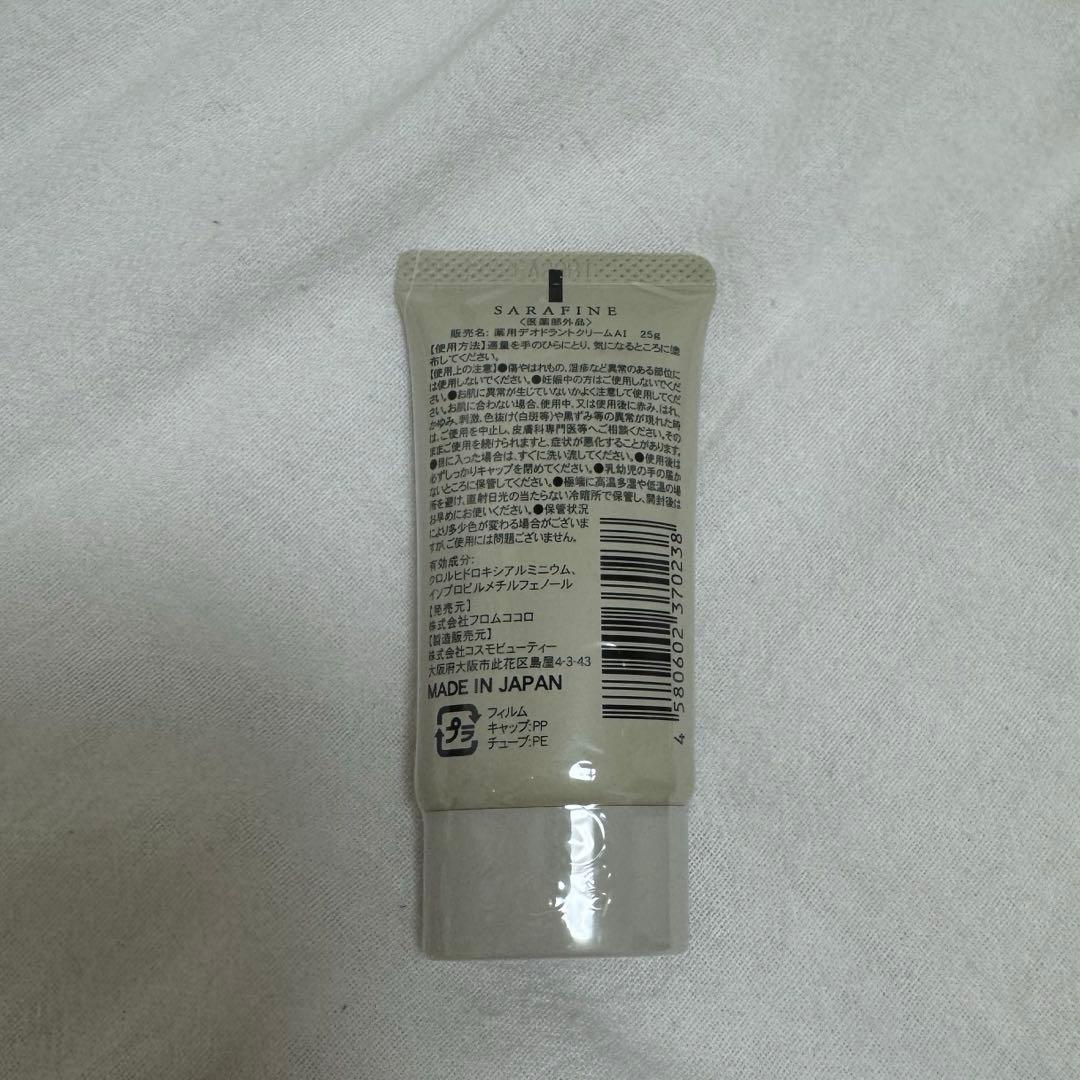 SARAFINE
〈医薬部外品〉
販売名: 薬用デオドラントクリームAI 25g
【使用方法】適量を手のひらにとり、気になるところに塗
布してください。
【使用上の注意】●傷やはれもの、湿疹など異常のある部位に
は使用しないでください。●妊娠中の方はご使用しないでくだ
さい。●お肌に異常が生じていないかよく注意して使用してくだ
さい。お肌に合わない場合、使用中、又は使用後に赤み、はれ、
かゆみ、刺激、色抜け(白斑等)や黒ずみ等の異常が現れた時
は、ご使用を中止し、皮膚科専門医等へご相談ください。その
ままご使用を続けられますと、症状が悪化することがあります。
●目に入った場合は、すぐに洗い流してください。●使用後は
必ずしっかりキャップを閉めてください。●乳幼児の手の届か
ないところに保管してください。●極端に高温多湿や低温の場
所を避け、直射日光の当たらない冷暗所で保管し、開封後は
お早めにお使いください。●保管状況
により多少色が変わる場合がございま
すが、ご使用には問題ございません。
有効成分:
クロルヒドロキシアルミニウム、
イソプロピルメチルフェノール
【発売元】
株式会社フロムココロ
【製造販売元】
株式会社コスモビューティー
大阪府大阪市此花区島屋4-3-43
MADE IN JAPAN
プラ
フィルム
キャップ:PP
チューブ:PE
4 580602 370238